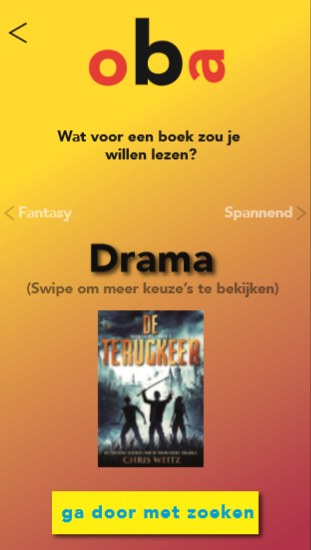 oba
Wat voor een boek zou je
willen lezen?
< Fantasy
Spannend >
Drama
(Swipe om meer keuze's te bekijken)
DE
TERUGKEER
CHRIS WEITZ
ga door met zoeken